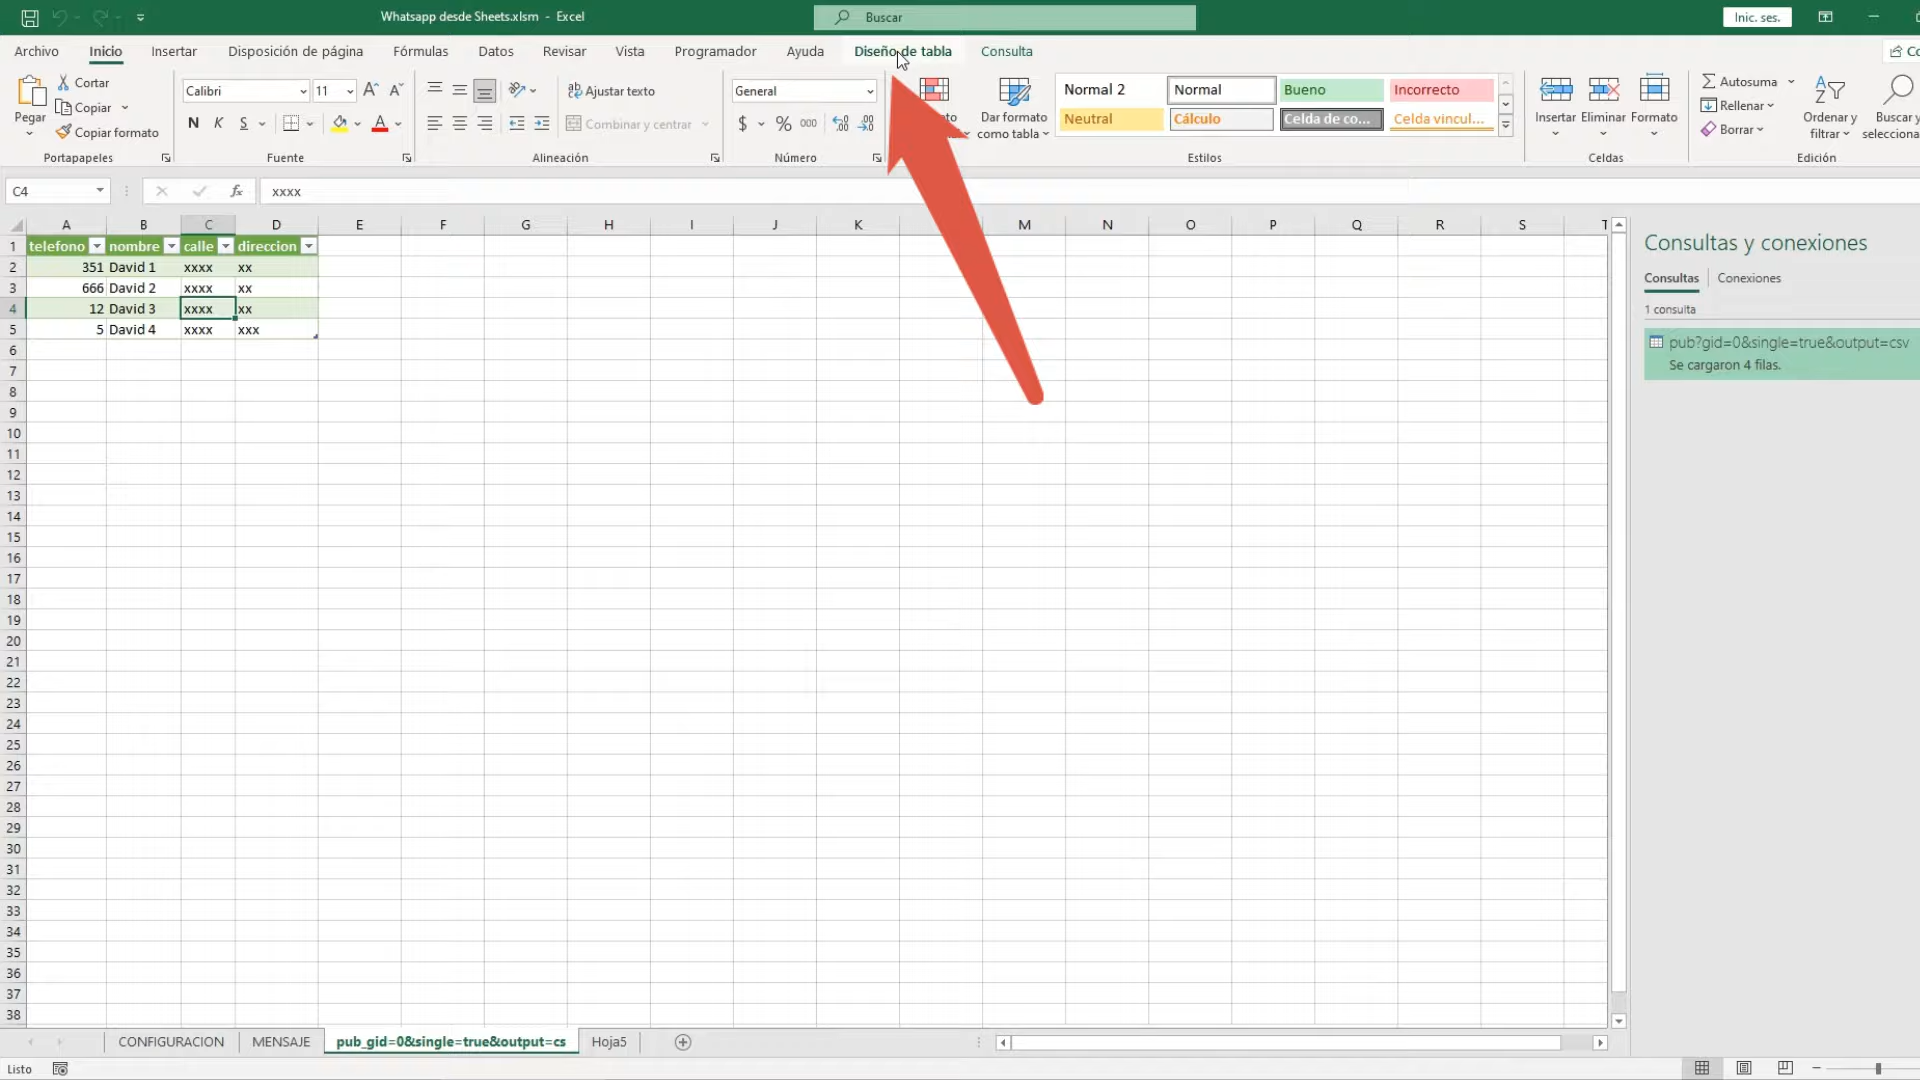 Whatsapp desde Sheets.xlsm - Excel
Buscar
Inic. ses.
Archivo Inicio Insertar Disposición de página Fórmulas Datos Revisar Vista Programador Ayuda Diseño de tabla Consulta
Pegar
Cortar
Copiar
Copiar formato
Portapapeles
Calibri 11
N K S
Fuente
Ajustar texto
Combinar y centrar
Alineación
General
$ % 000
Número
Dar formato
como tabla
Normal 2 Normal Bueno Incorrecto
Neutral Cálculo Celda de co... Celda vincul...
Estilos
Insertar Eliminar Formato
Celdas
Autosuma
Rellenar
Borrar
Ordenar y
filtrar
Buscar y
Edición
C4 fx xxxx
A B C D E F G H I J K M N O P Q R S T
1 telefono nombre calle direccion
2 351 David 1 xxxx xx
3 666 David 2 xxxx xx
4 12 David 3 xxxx xx
5 5 David 4 xxxx xxx
6
7
8
9
10
11
12
13
14
15
16
17
18
19
20
21
22
23
24
25
26
27
28
29
30
31
32
33
34
35
36
37
38
Consultas y conexiones
Consultas Conexiones
1 consulta
pub?gid=0&single=true&output=csv
Se cargaron 4 filas.
CONFIGURACION MENSAJE pub_gid=0&single=true&output=cs Hoja5
Listo